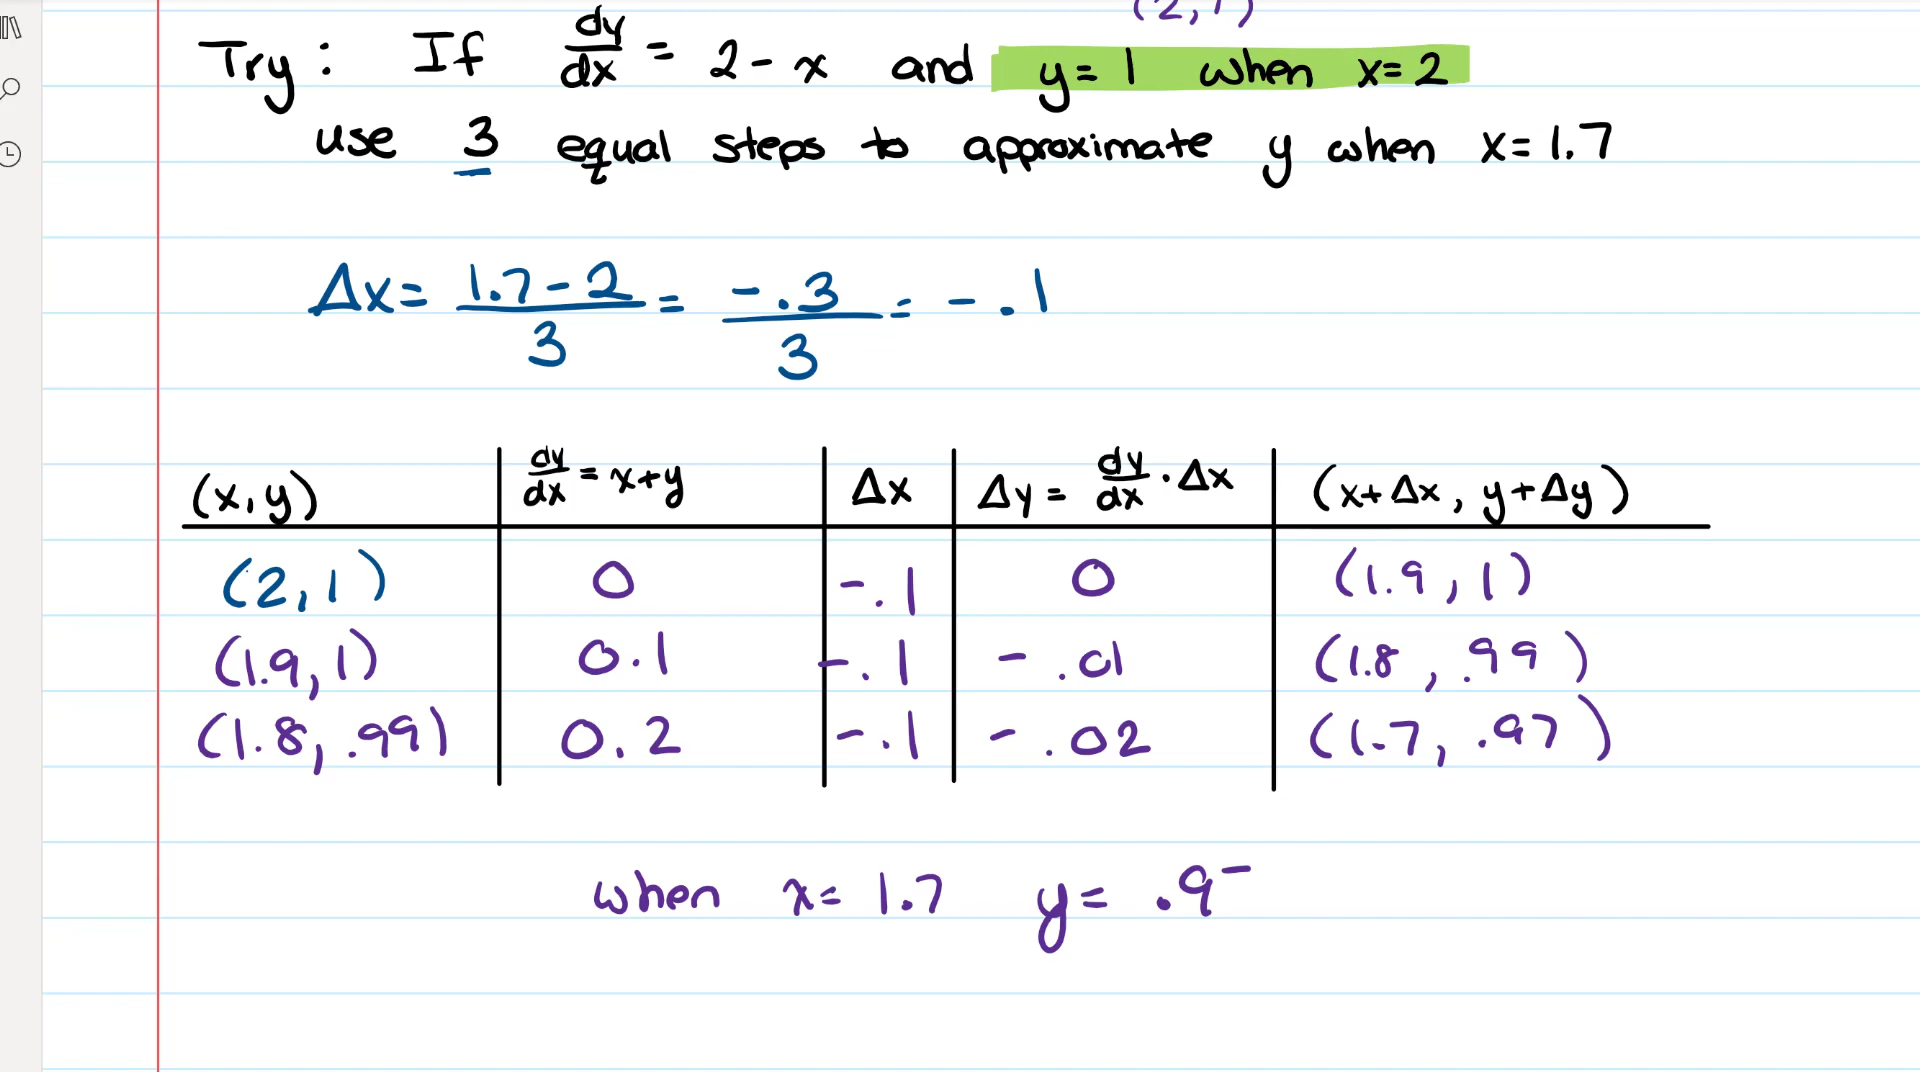 (2,1)
Try: If dy/dx = 2 - x and y = 1 when x = 2
use 3 equal steps to approximate y when x = 1.7
Δx = (1.7 - 2)/3 = -.3/3 = -.1
(x, y) | dy/dx = x+y | Δx | Δy = dy/dx · Δx | (x+Δx, y+Δy)
(2, 1) | 0 | -.1 | 0 | (1.9, 1)
(1.9, 1) | 0.1 | -.1 | -.01 | (1.8, .99)
(1.8, .99) | 0.2 | -.1 | -.02 | (1.7, .97)
when x = 1.7 y = .9